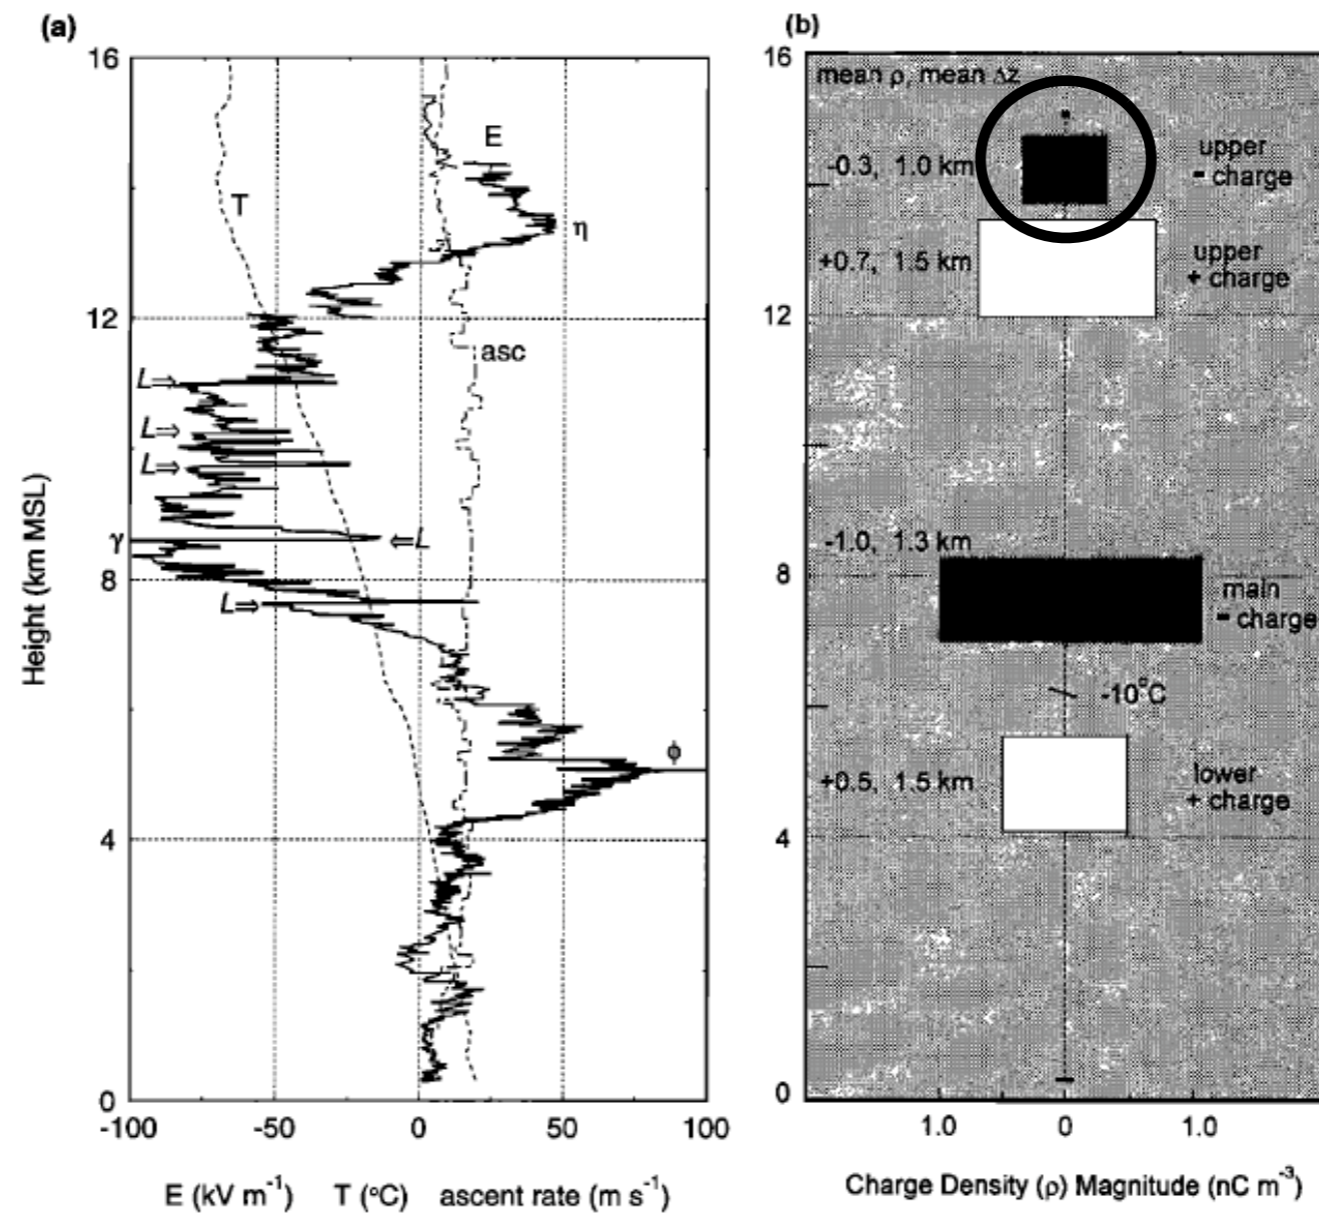 (a)
16
12
8
4
0
Height (km MSL)
E
η
T
asc
L⇒
L⇒
L⇒
γ
⇐L
L⇒
ϕ
-100 -50 0 50 100
E (kV m⁻¹) T (°C) ascent rate (m s⁻¹)
(b)
16
12
8
4
0
mean ρ, mean Δz
-0.3, 1.0 km
upper
- charge
+0.7, 1.5 km
upper
+ charge
-1.0, 1.3 km
main
- charge
-10°C
+0.5, 1.5 km
lower
+ charge
1.0 0 1.0
Charge Density (ρ) Magnitude (nC m⁻³)